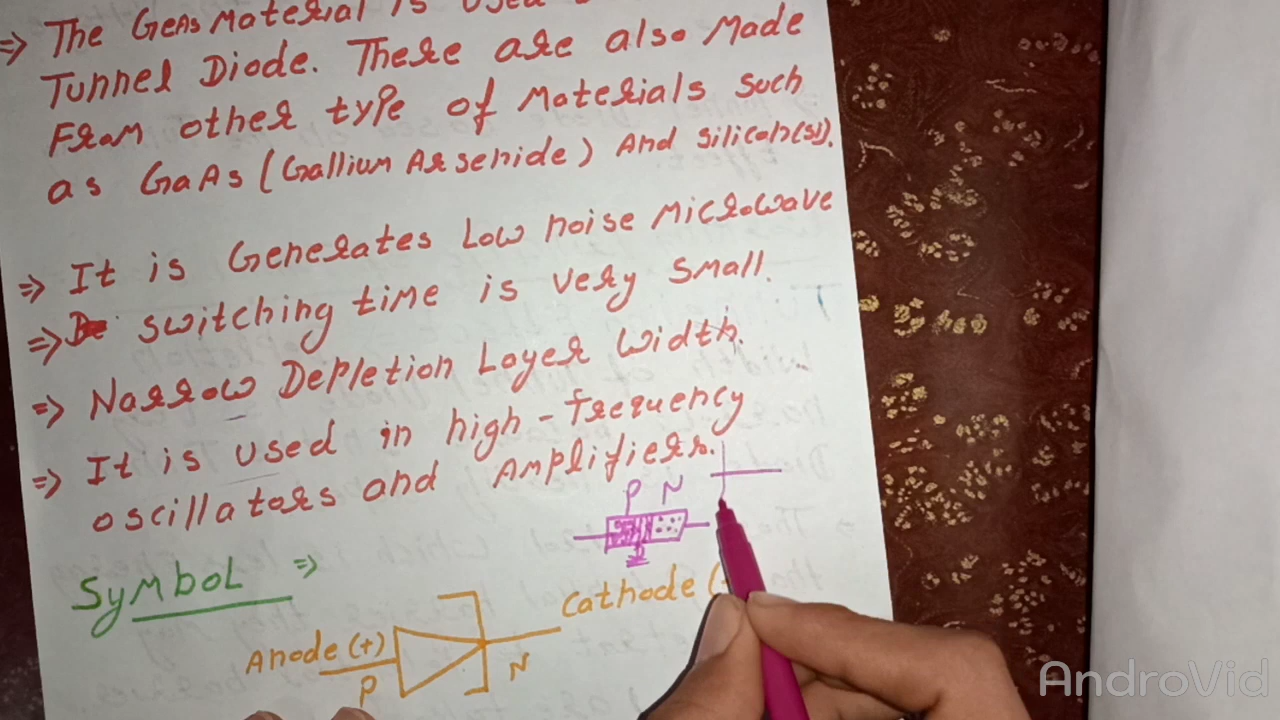 ⇒ The GeAs Material is used
Tunnel Diode. There are also Made
From other type of Materials Such
as GaAs (Gallium Arsenide) And Silicon(si).
⇒ It is Generates Low noise Microwave
⇒ switching time is very small.
⇒ Narrow Depletion Layer Width.
⇒ It is used in high-frequency
oscillators and Amplifiers.
P N
Symbol ⇒
Cathode (
Anode (+)
P N
AndroVid